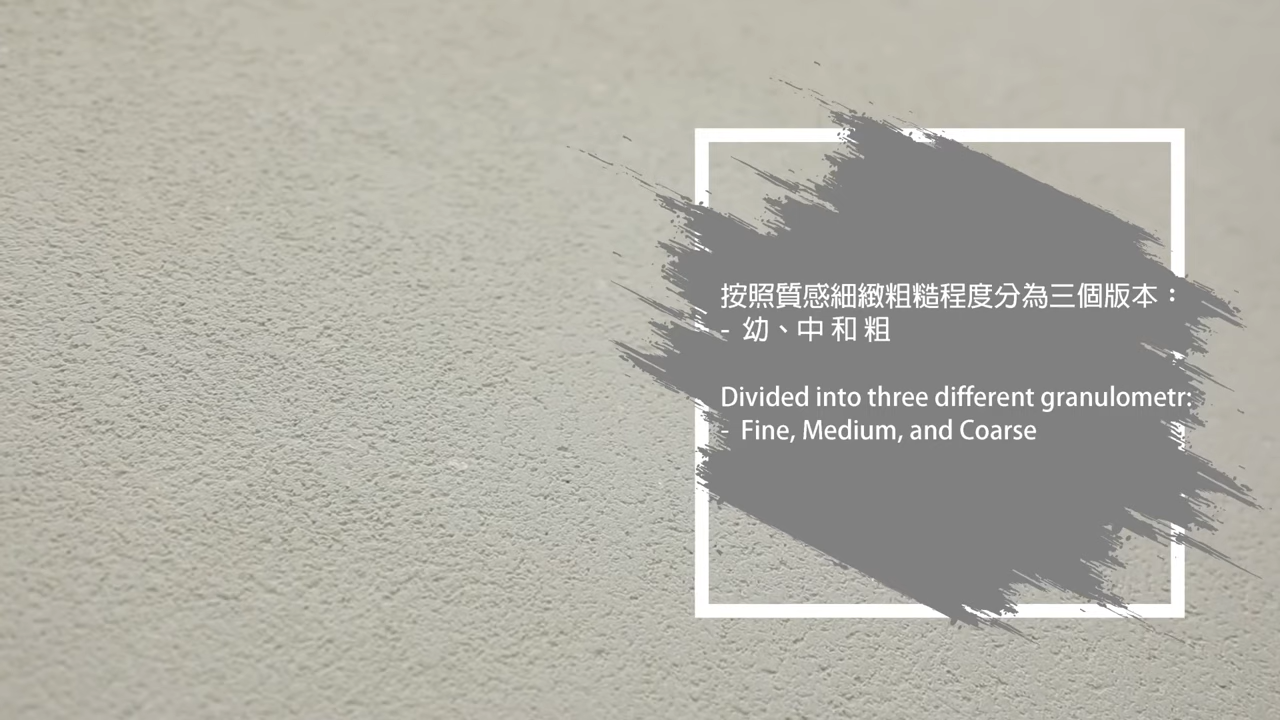 按照質感細緻粗糙程度分為三個版本：
- 幼、中和粗
Divided into three different granulometr:
- Fine, Medium, and Coarse